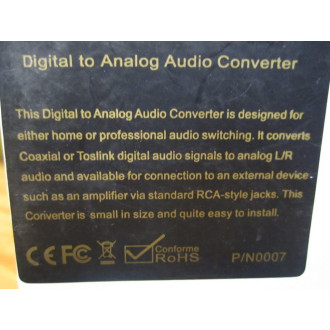 Digital to Analog Audio Converter
This Digital to Analog Audio Converter is designed for
either home or professional audio switching. It converts
Coaxial or Toslink digital audio signals to analog L/R
audio and available for connection to an external device
such as an amplifier via standard RCA-style jacks. This
Converter is small in size and quite easy to install.
CE FC Conforme RoHS P/N0007